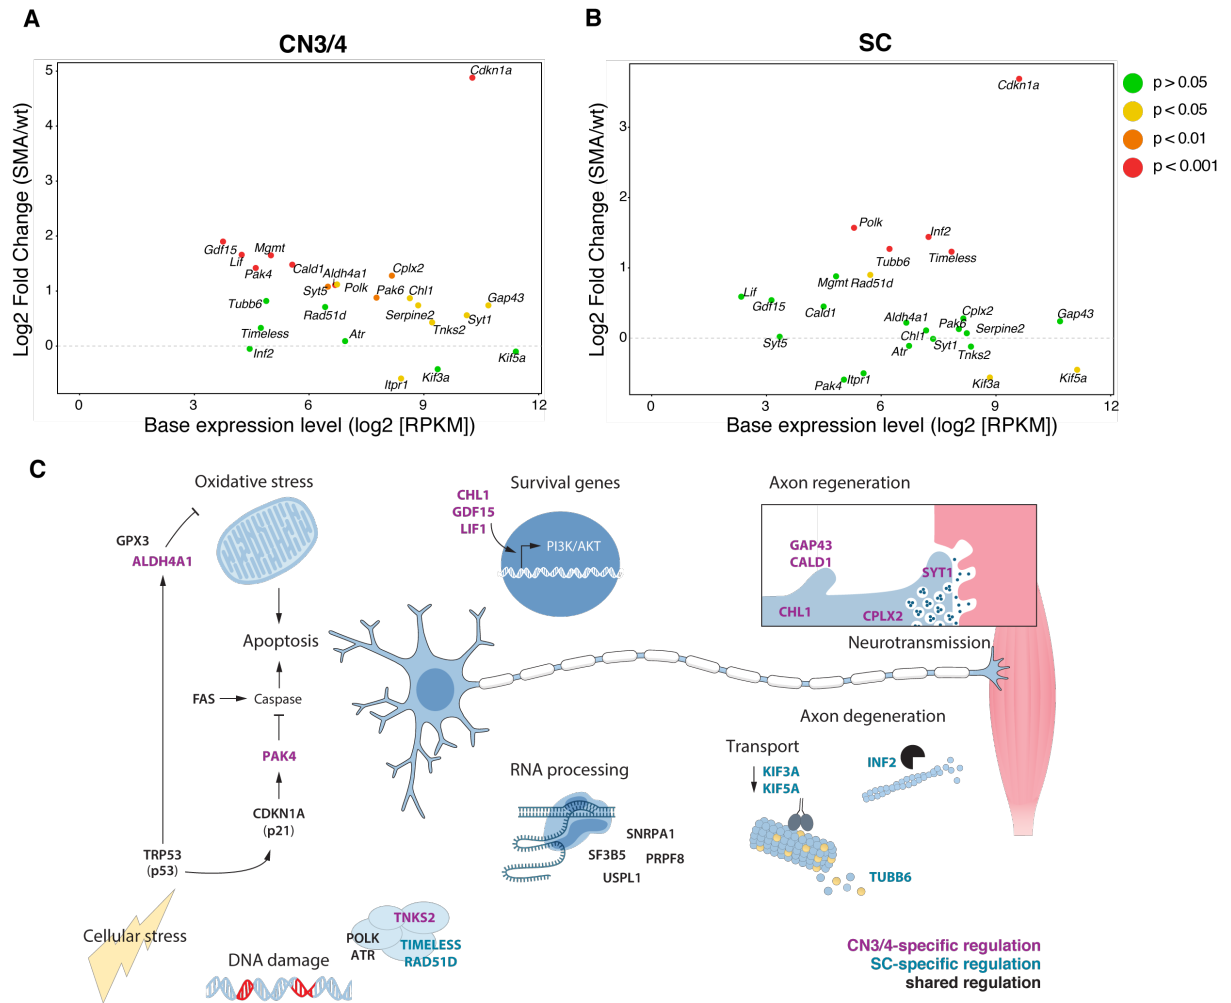 A
CN3/4
Log2 Fold Change (SMA/wt)
5
4
3
2
1
0
Cdkn1a
Gdf15
Lif
Mgmt
Pak4
Cald1
Aldh4a1
Syt5
Polk
Cplx2
Pak6
Chl1
Gap43
Serpine2
Syt1
Tnks2
Tubb6
Rad51d
Timeless
Atr
Inf2
Kif5a
Itpr1
Kif3a
0 3 6 9 12
Base expression level (log2 [RPKM])
B
SC
Log2 Fold Change (SMA/wt)
3
2
1
0
Cdkn1a
Polk
Inf2
Tubb6
Timeless
Mgmt
Rad51d
Lif
Gdf15
Cald1
Aldh4a1
Cplx2
Gap43
Pak6
Serpine2
Chl1
Syt5
Atr
Syt1
Tnks2
Pak4
Itpr1
Kif3a
Kif5a
0 3 6 9 12
Base expression level (log2 [RPKM])
p > 0.05
p < 0.05
p < 0.01
p < 0.001
C
Oxidative stress
GPX3
ALDH4A1
Apoptosis
FAS
Caspase
PAK4
CDKN1A
(p21)
TRP53
(p53)
Cellular stress
DNA damage
TNKS2
POLK
ATR
TIMELESS
RAD51D
Survival genes
CHL1
GDF15
LIF1
PI3K/AKT
RNA processing
SNRPA1
SF3B5
PRPF8
USPL1
Axon regeneration
GAP43
CALD1
SYT1
CHL1
CPLX2
Neurotransmission
Axon degeneration
Transport
KIF3A
KIF5A
INF2
TUBB6
CN3/4-specific regulation
SC-specific regulation
shared regulation